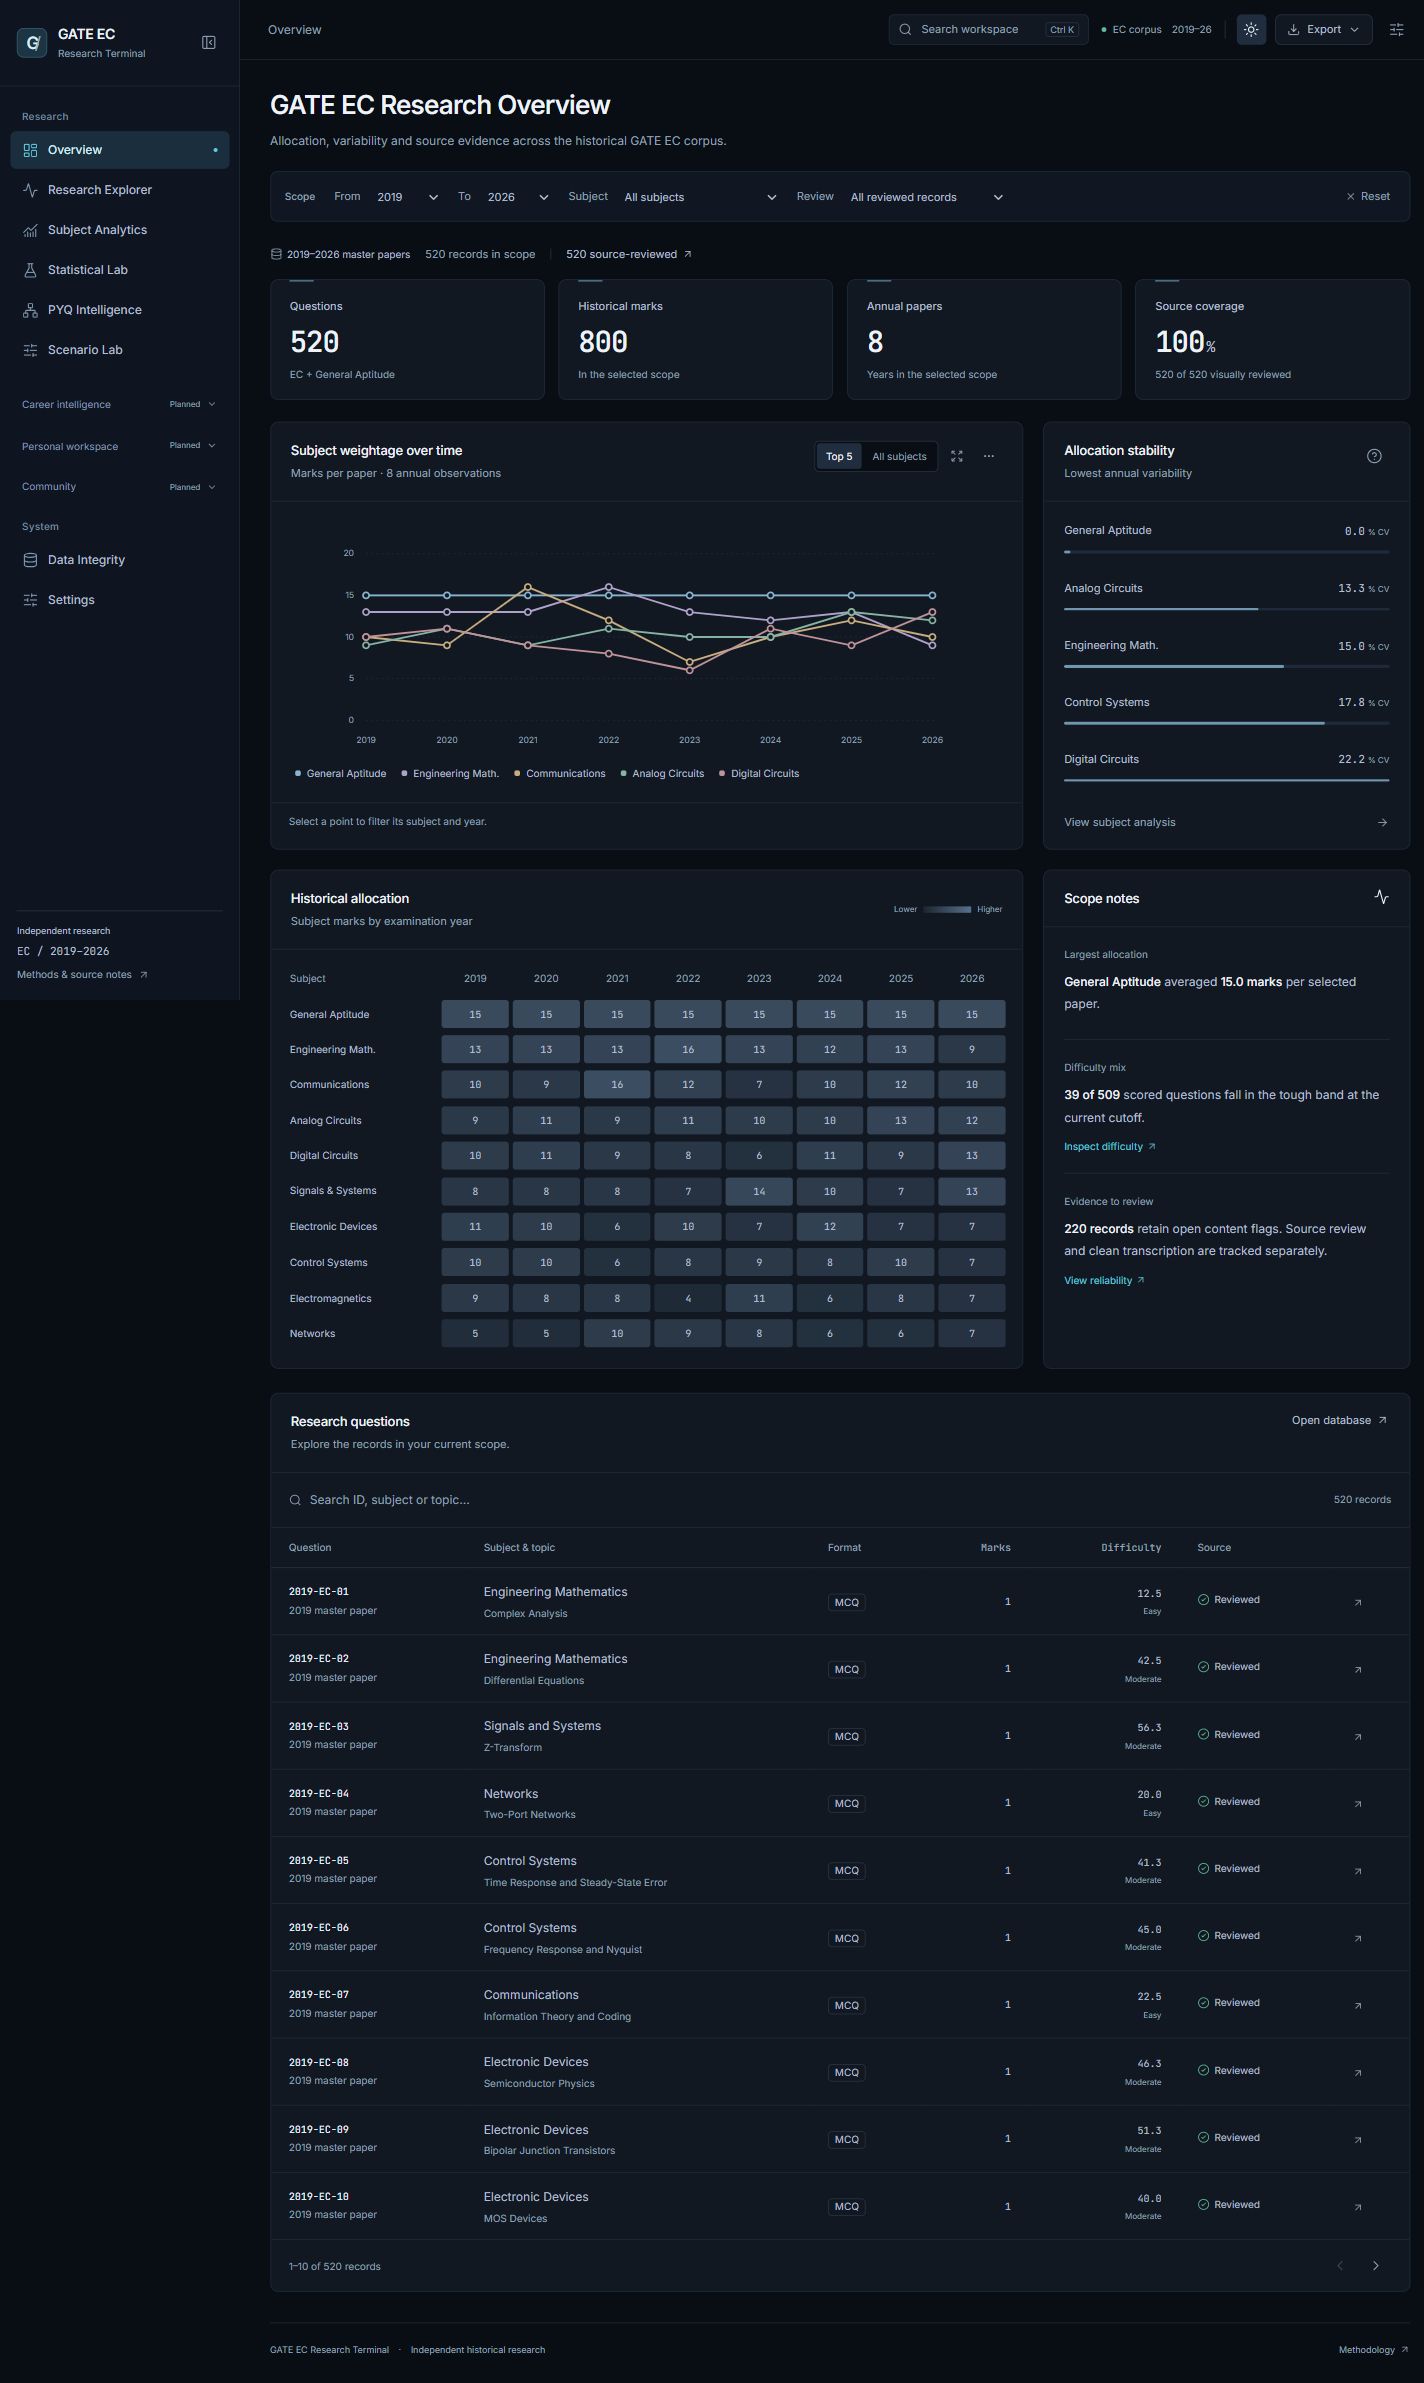 GATE EC
Research Terminal
Research
Overview
Research Explorer
Subject Analytics
Statistical Lab
PYQ Intelligence
Scenario Lab
Career intelligence Planned
Personal workspace Planned
Community Planned
System
Data Integrity
Settings
Independent research
EC / 2019–2026
Methods & source notes
Overview
Search workspace Ctrl K
EC corpus 2019–26
Export
GATE EC Research Overview
Allocation, variability and source evidence across the historical GATE EC corpus.
Scope From 2019 To 2026 Subject All subjects Review All reviewed records Reset
2019–2026 master papers 520 records in scope 520 source-reviewed
Questions
520
EC + General Aptitude
Historical marks
800
In the selected scope
Annual papers
8
Years in the selected scope
Source coverage
100%
520 of 520 visually reviewed
Subject weightage over time
Marks per paper · 8 annual observations
Top 5 All subjects
20
15
10
5
0
2019 2020 2021 2022 2023 2024 2025 2026
General Aptitude Engineering Math. Communications Analog Circuits Digital Circuits
Select a point to filter its subject and year.
Allocation stability
Lowest annual variability
General Aptitude 0.0 % CV
Analog Circuits 13.3 % CV
Engineering Math. 15.0 % CV
Control Systems 17.8 % CV
Digital Circuits 22.2 % CV
View subject analysis
Historical allocation
Subject marks by examination year
Lower Higher
Subject 2019 2020 2021 2022 2023 2024 2025 2026
General Aptitude 15 15 15 15 15 15 15 15
Engineering Math. 13 13 13 16 13 12 13 9
Communications 10 9 16 12 7 10 12 10
Analog Circuits 9 11 9 11 10 10 13 12
Digital Circuits 10 11 9 8 6 11 9 13
Signals & Systems 8 8 8 7 14 10 7 13
Electronic Devices 11 10 6 10 7 12 7 7
Control Systems 10 10 6 8 9 8 10 7
Electromagnetics 9 8 8 4 11 6 8 7
Networks 5 5 10 9 8 6 6 7
Scope notes
Largest allocation
General Aptitude averaged 15.0 marks per selected
paper.
Difficulty mix
39 of 509 scored questions fall in the tough band at the
current cutoff.
Inspect difficulty
Evidence to review
220 records retain open content flags. Source review
and clean transcription are tracked separately.
View reliability
Research questions
Explore the records in your current scope.
Open database
Search ID, subject or topic...
520 records
Question Subject & topic Format Marks Difficulty Source
2019-EC-01 Engineering Mathematics MCQ 1 12.5 Reviewed
2019 master paper Complex Analysis Easy
2019-EC-02 Engineering Mathematics MCQ 1 42.5 Reviewed
2019 master paper Differential Equations Moderate
2019-EC-03 Signals and Systems MCQ 1 56.3 Reviewed
2019 master paper Z-Transform Moderate
2019-EC-04 Networks MCQ 1 20.0 Reviewed
2019 master paper Two-Port Networks Easy
2019-EC-05 Control Systems MCQ 1 41.3 Reviewed
2019 master paper Time Response and Steady-State Error Moderate
2019-EC-06 Control Systems MCQ 1 45.0 Reviewed
2019 master paper Frequency Response and Nyquist Moderate
2019-EC-07 Communications MCQ 1 22.5 Reviewed
2019 master paper Information Theory and Coding Easy
2019-EC-08 Electronic Devices MCQ 1 46.3 Reviewed
2019 master paper Semiconductor Physics Moderate
2019-EC-09 Electronic Devices MCQ 1 51.3 Reviewed
2019 master paper Bipolar Junction Transistors Moderate
2019-EC-10 Electronic Devices MCQ 1 40.0 Reviewed
2019 master paper MOS Devices Moderate
1–10 of 520 records
GATE EC Research Terminal · Independent historical research
Methodology